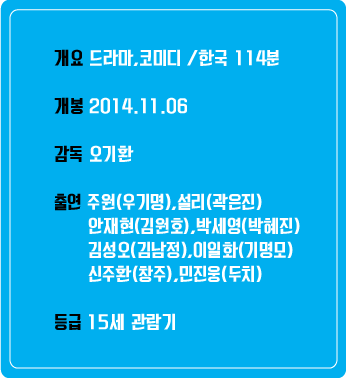 개요 드라마,코미디 /한국 114분
개봉 2014.11.06
감독 오기환
출연 주원(우기명),설리(곽은진)
안재현(김원호),박세영(박혜진)
김성오(김남정),이일화(기명모)
신주환(창주),민진웅(두치)
등급 15세 관람기